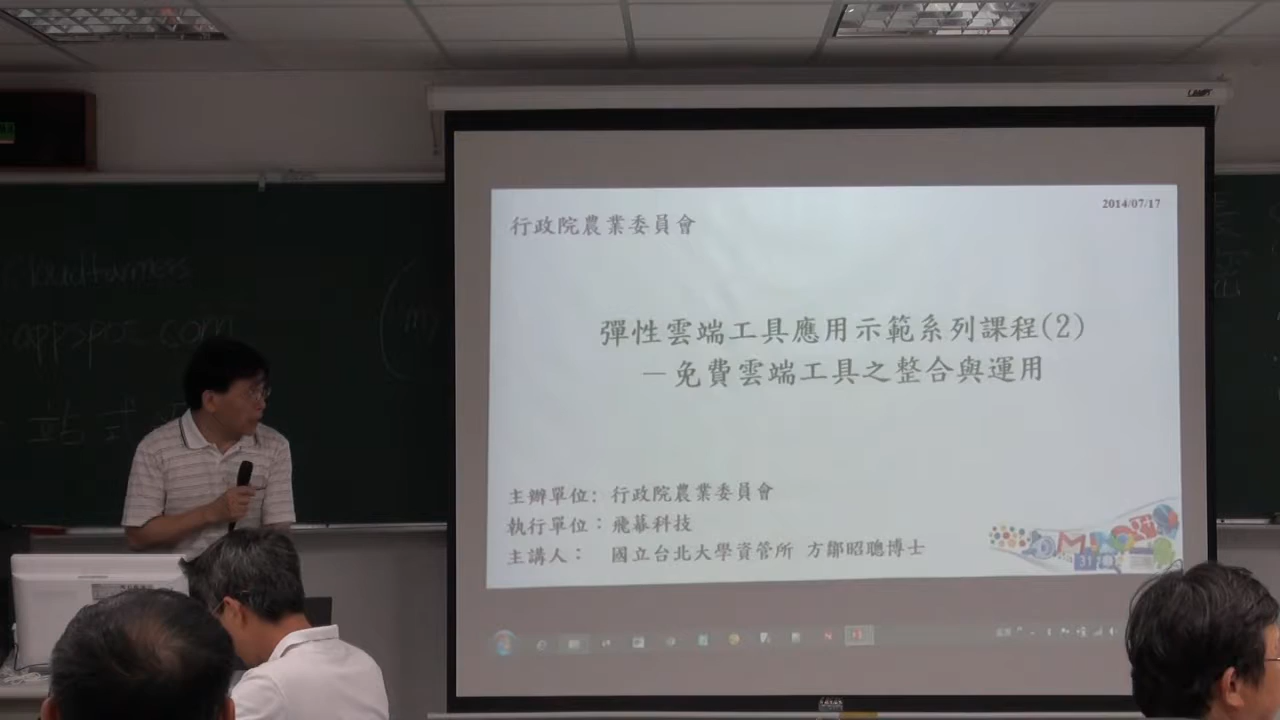 2014/07/17
行政院農業委員會
彈性雲端工具應用示範系列課程(2)
－免費雲端工具之整合與運用
主辦單位: 行政院農業委員會
執行單位：飛幕科技
主講人： 國立台北大學資管所 方鄒昭聰博士
31
cloudfarmers
appspot.com
站式